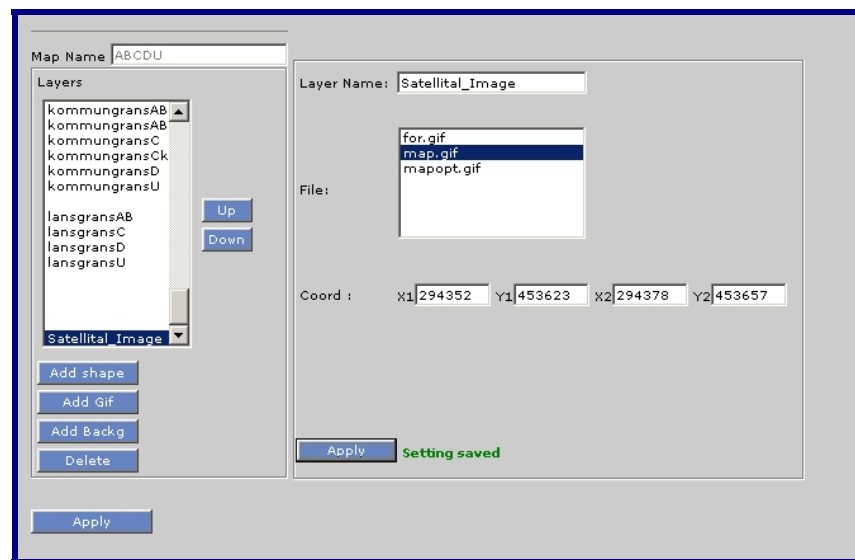 Map Name ABCDU
Layers
kommungransAB
kommungransAB
kommungransC
kommungransCk
kommungransD
kommungransU
lansgransAB
lansgransC
lansgransD
lansgransU
Satellital_Image
Up
Down
Add shape
Add Gif
Add Backg
Delete
Apply
Layer Name: Satellital_Image
File:
for.gif
map.gif
mapopt.gif
Coord : X1 294352 Y1 453623 X2 294378 Y2 453657
Apply Setting saved